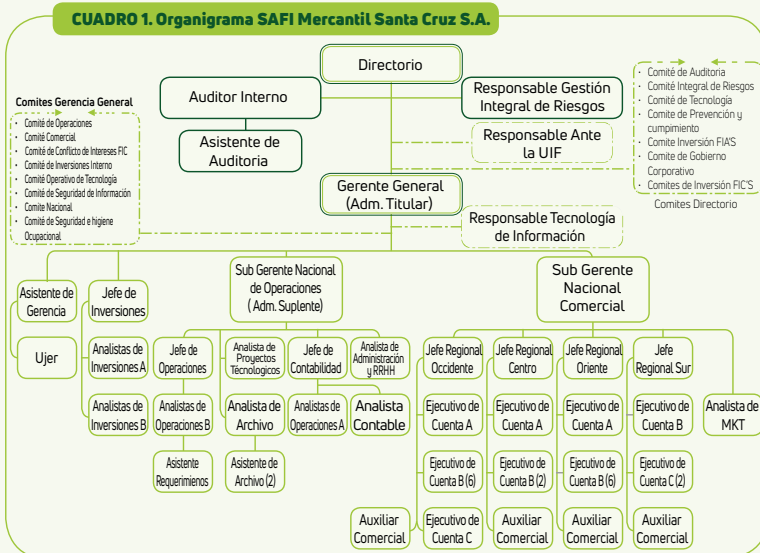 CUADRO 1. Organigrama SAFI Mercantil Santa Cruz S.A.
Directorio
Auditor Interno
Responsable Gestión
Integral de Riesgos
Asistente de
Auditoria
Responsable Ante
la UIF
Gerente General
(Adm. Titular)
Responsable Tecnología
de Información
Comites Gerencia General
· Comité de Operaciones
· Comité Comercial
· Comité de Conflicto de Intereses FIC
· Comité de Inversiones Interno
· Comité Operativo de Tecnología
· Comité de Seguridad de Información
· Comite Nacional
· Comité de Seguridad e higiene
Ocupacional
· Comité de Auditoria
· Comité Integral de Riesgos
· Comité de Tecnología
· Comité de Prevención y
cumpimiento
· Comite Inversión FIA'S
· Comite de Gobierno
Corporativo
· Comites de Inversión FIC'S
Comites Directorio
Asistente de
Gerencia
Jefe de
Inversiones
Sub Gerente Nacional
de Operaciones
( Adm. Suplente)
Sub Gerente
Nacional
Comercial
Ujer
Analistas de
Inversiones A
Jefe de
Operaciones
Analista de
Proyectos
Técnologicos
Jefe de
Contabilidad
Analista de
Administración
y RRHH
Jefe Regional
Occidente
Jefe Regional
Centro
Jefe Regional
Oriente
Jefe
Regional Sur
Analistas de
Inversiones B
Analistas de
Operaciones B
Analista de
Archivo
Analistas de
Operaciones A
Analista
Contable
Ejecutivo de
Cuenta A
Ejecutivo de
Cuenta A
Ejecutivo de
Cuenta A
Ejecutivo de
Cuenta B
Analista de
MKT
Asistente
Requerimienos
Asistente de
Archivo (2)
Ejecutivo de
Cuenta B (6)
Ejecutivo de
Cuenta B (2)
Ejecutivo de
Cuenta B (6)
Ejecutivo de
Cuenta C (2)
Auxiliar
Comercial
Ejecutivo de
Cuenta C
Auxiliar
Comercial
Auxiliar
Comercial
Auxiliar
Comercial